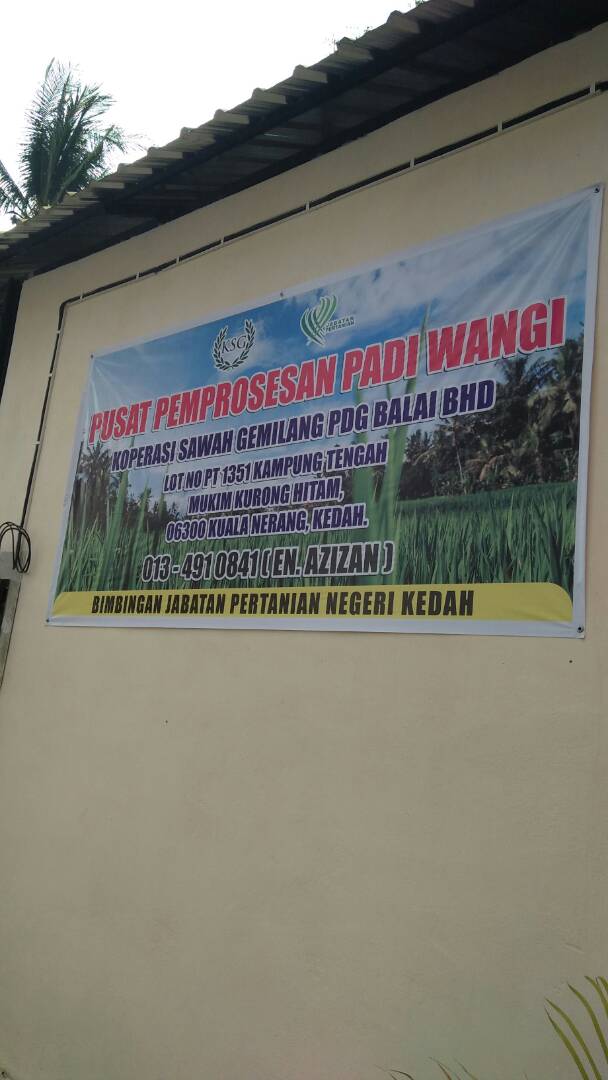 KSG
JABATAN
PERTANIAN
PUSAT PEMPROSESAN PADI WANGI
KOPERASI SAWAH GEMILANG PDG BALAI BHD
LOT NO PT 1351 KAMPUNG TENGAH
MUKIM KURONG HITAM,
06300 KUALA NERANG, KEDAH.
013 - 491 0841 ( EN. AZIZAN )
BIMBINGAN JABATAN PERTANIAN NEGERI KEDAH